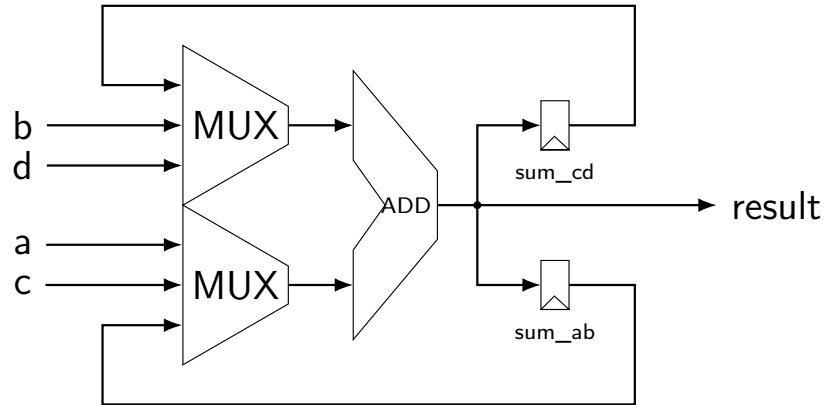 b
d
MUX
a
c
MUX
ADD
sum_cd
result
sum_ab